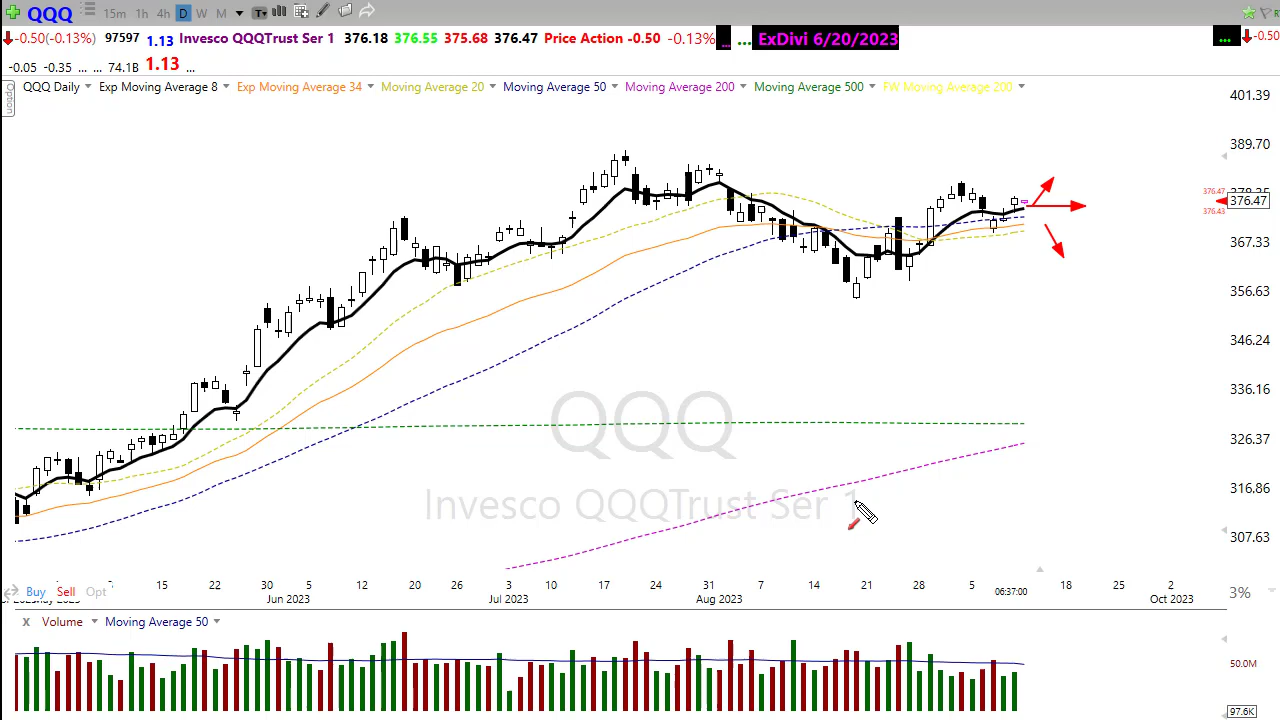 QQQ 15m 1h 4h D W M T
-0.50(-0.13%) 97597 1.13 Invesco QQQTrust Ser 1 376.18 376.55 375.68 376.47 Price Action -0.50 -0.13% ... ... ExDivi 6/20/2023 ... -0.50
-0.05 -0.35 ... ... 74.1B 1.13 ...
Option
QQQ Daily Exp Moving Average 8 Exp Moving Average 34 Moving Average 20 Moving Average 50 Moving Average 200 Moving Average 500 FW Moving Average 200
401.39
389.70
376.47
376.47
376.43
367.33
356.63
346.24
336.16
326.37
316.86
307.63
QQQ
Invesco QQQTrust Ser 1
Buy Sell Opt
15 22 30 5 12 20 26 3 10 17 24 31 7 14 21 28 5 06:37:00 18 25 2
Jun 2023 Jul 2023 Aug 2023 Oct 2023
3%
X Volume Moving Average 50
50.0M
97.6K